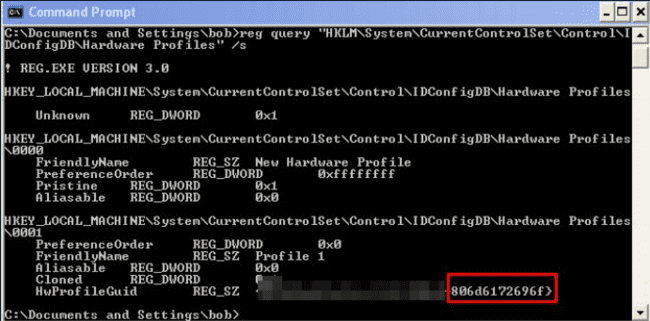 Command Prompt
C:\Documents and Settings\bob>reg query "HKLM\System\CurrentControlSet\Control\I
DConfigDB\Hardware Profiles" /s
! REG.EXE VERSION 3.0
HKEY_LOCAL_MACHINE\System\CurrentControlSet\Control\IDConfigDB\Hardware Profiles
Unknown REG_DWORD 0x1
HKEY_LOCAL_MACHINE\System\CurrentControlSet\Control\IDConfigDB\Hardware Profiles
\0000
FriendlyName REG_SZ New Hardware Profile
PreferenceOrder REG_DWORD 0xffffffff
Pristine REG_DWORD 0x1
Aliasable REG_DWORD 0x0
HKEY_LOCAL_MACHINE\System\CurrentControlSet\Control\IDConfigDB\Hardware Profiles
\0001
PreferenceOrder REG_DWORD 0x0
FriendlyName REG_SZ Profile 1
Aliasable REG_DWORD 0x0
Cloned REG_DWORD
HwProfileGuid REG_SZ 806d6172696f}
C:\Documents and Settings\bob>